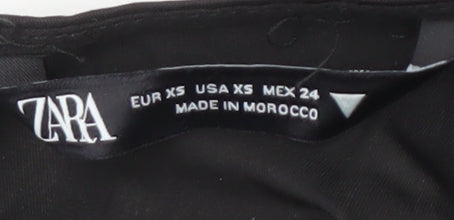 ZARA
EUR XS USA XS MEX 24
MADE IN MOROCCO